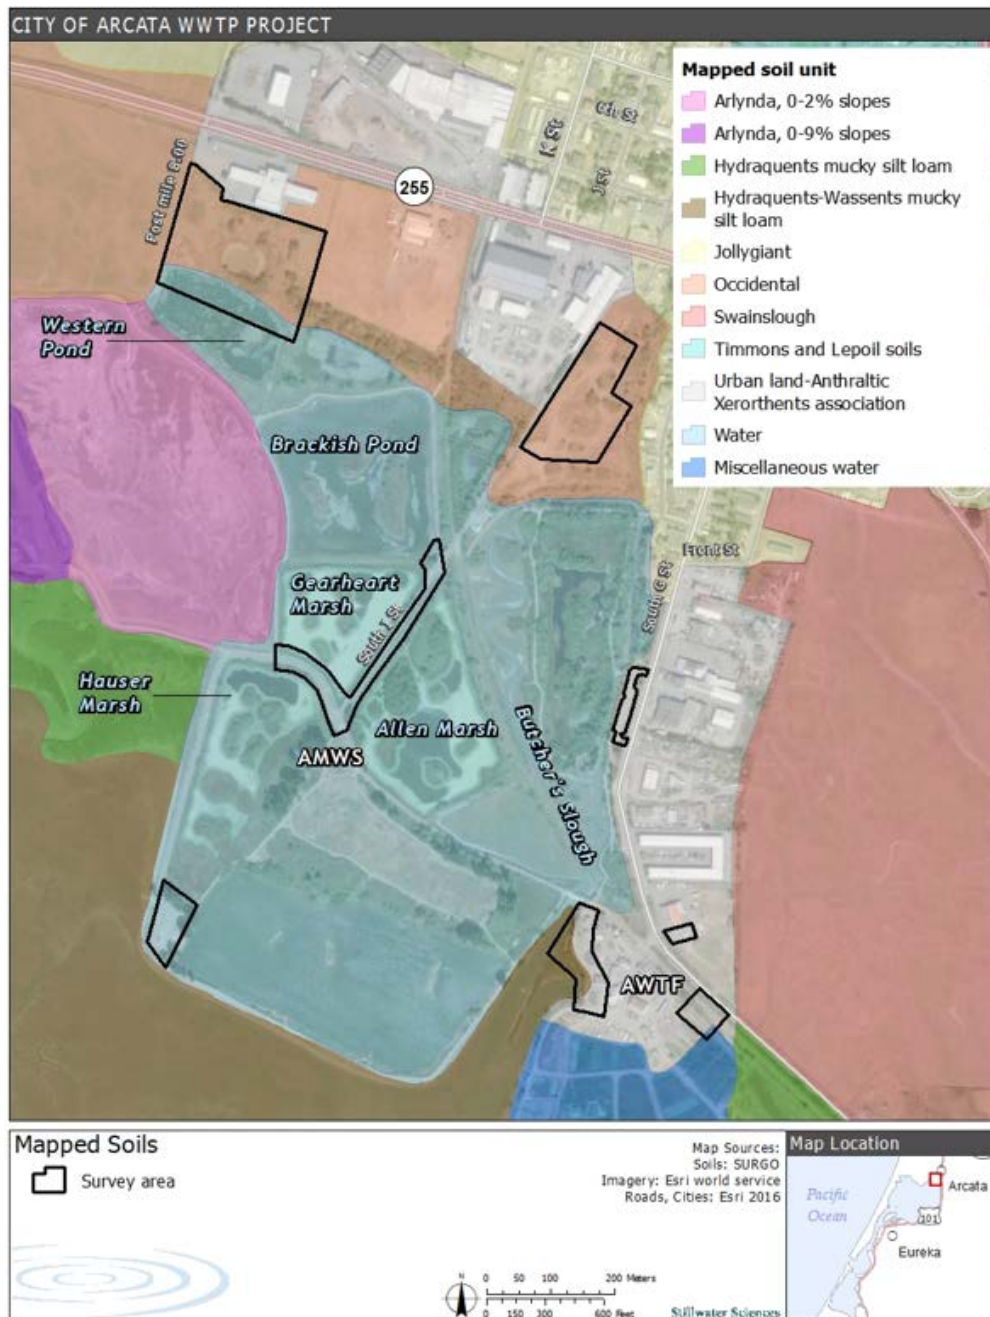 CITY OF ARCATA WWTP PROJECT
Mapped soil unit
Arlynda, 0-2% slopes
Arlynda, 0-9% slopes
Hydraquents mucky silt loam
Hydraquents-Wassents mucky
silt loam
Jollygiant
Occidental
Swainslough
Timmons and Lepoil soils
Urban land-Anthraltic
Xerorthents association
Water
Miscellaneous water
6th St
K St
J St
255
Post mile 8.00
Western
Pond
Brackish Pond
Front St
South G St
Gearheart
Marsh
South I St
Hauser
Marsh
Allen Marsh
AMWS
Butcher's Slough
AWTF
Mapped Soils
Survey area
Map Sources:
Soils: SURGO
Imagery: Esri world service
Roads, Cities: Esri 2016
N
0 50 100 200 Meters
0 150 300 600 Feet
Stillwater Sciences
Map Location
Pacific
Ocean
Arcata
101
Eureka